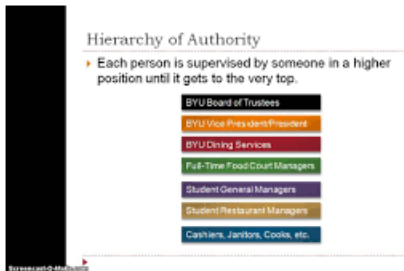 Hierarchy of Authority
Each person is supervised by someone in a higher
position until it gets to the very top.
BYU Board of Trustees
BYU Vice President/President
BYU Dining Services
Full-Time Food Court Managers
Student General Managers
Student Restaurant Managers
Cashiers, Janitors, Cooks, etc.